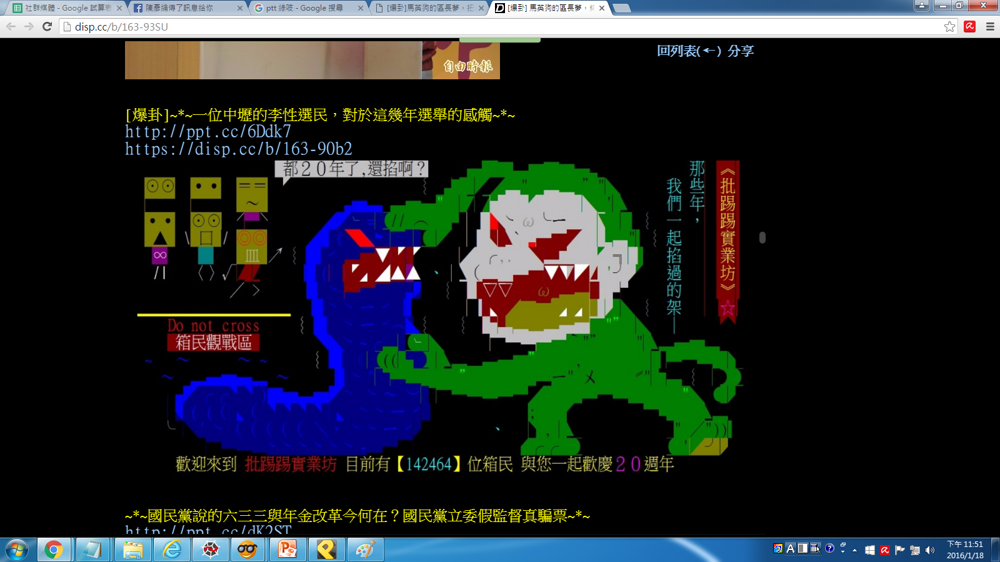 社群媒體 - Google 試算表
陳彥綸傳了訊息給你
ptt 綠吱 - Google 搜尋
[爆卦]馬英狗的區長夢，把
[爆卦] 馬英狗的區長夢，將
disp.cc/b/163-93SU
回列表(←) 分享
自由時報
[爆卦]~*~一位中壢的李性選民，對於這幾年選舉的感觸~*~
http://ppt.cc/6Ddk7
https://disp.cc/b/163-90b2
都２０年了,還掐啊？
《批踢踢實業坊》☆
那些年，
我們一起掐過的架──
Do not cross
箱民觀戰區
歡迎來到 批踢踢實業坊 目前有【142464】位箱民 與您一起歡慶２０週年
~*~國民黨說的六三三與年金改革今何在？國民黨立委假監督真騙票~*~
http://ppt.cc/dK2ST
下午 11:51
2016/1/18